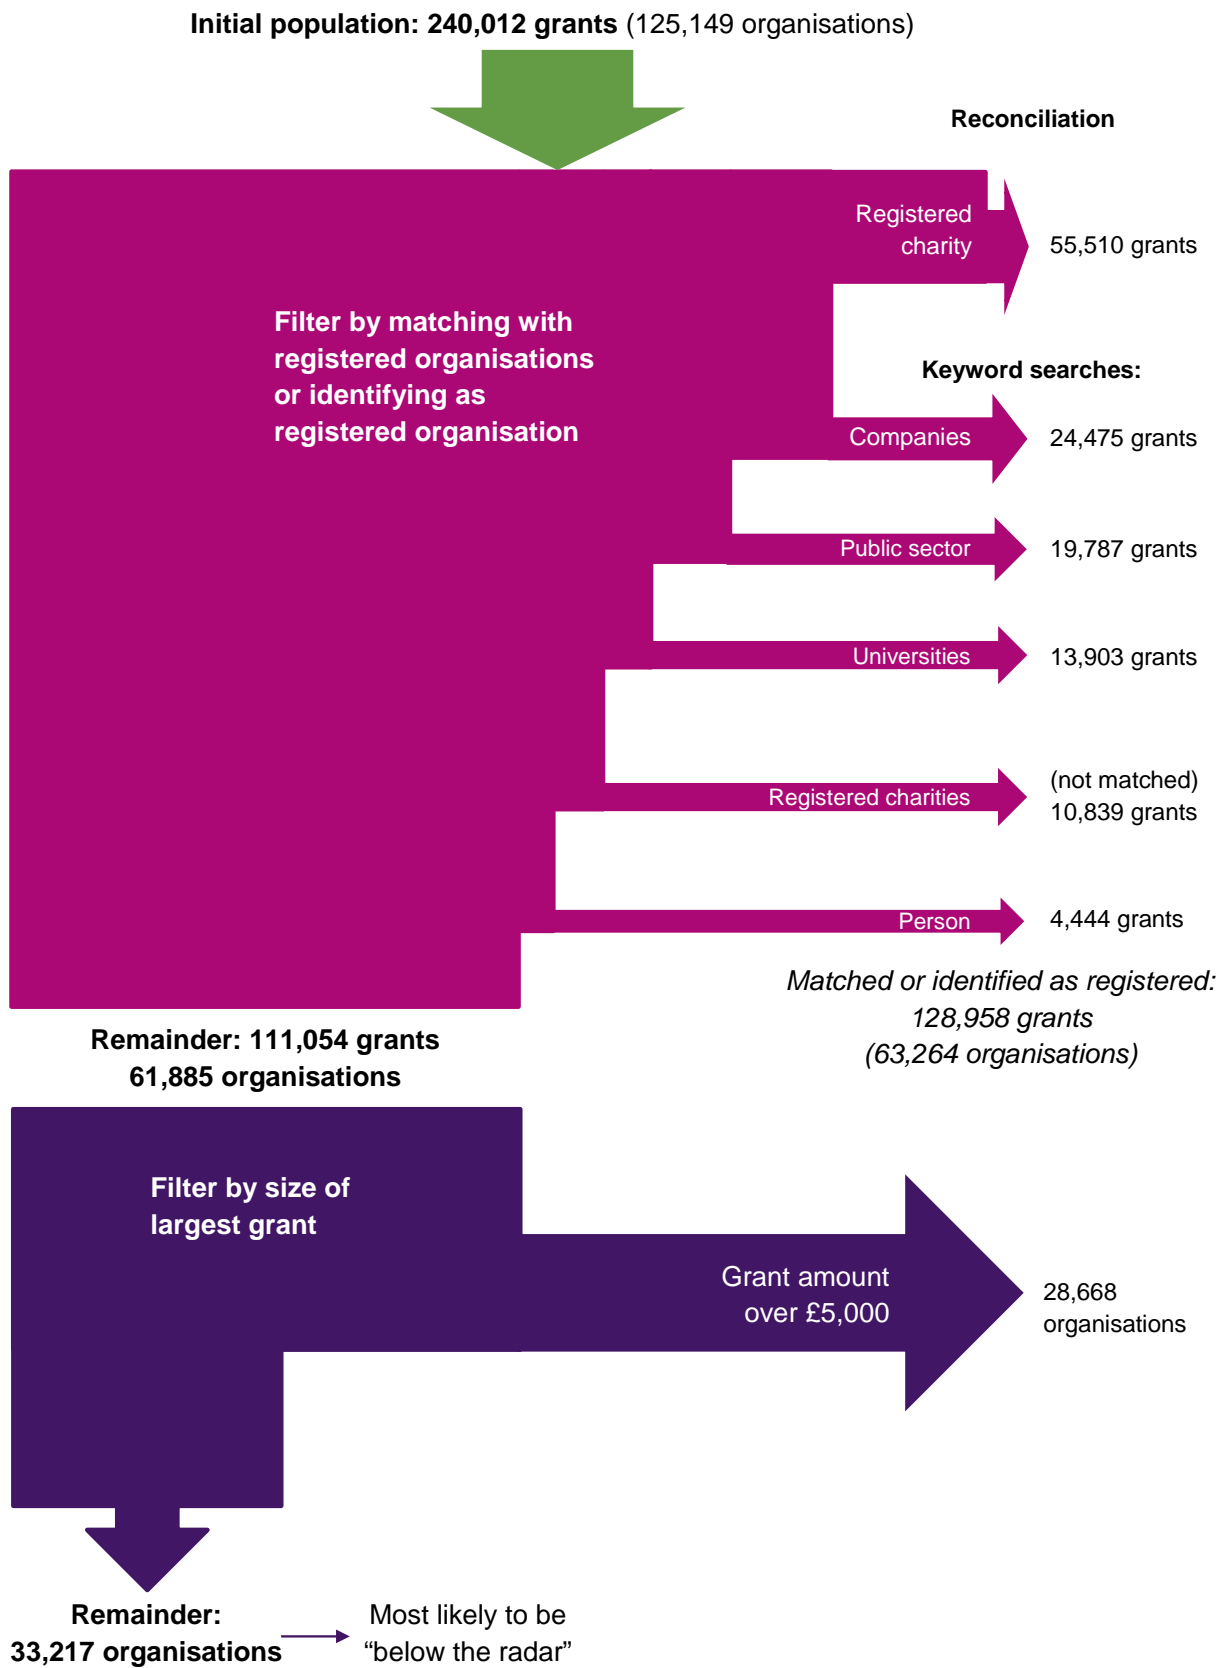 Initial population: 240,012 grants (125,149 organisations)
Reconciliation
Registered
charity
55,510 grants
Filter by matching with
registered organisations
or identifying as
registered organisation
Keyword searches:
Companies
24,475 grants
Public sector
19,787 grants
Universities
13,903 grants
Registered charities
(not matched)
10,839 grants
Person
4,444 grants
Matched or identified as registered:
128,958 grants
(63,264 organisations)
Remainder: 111,054 grants
61,885 organisations
Filter by size of
largest grant
Grant amount
over £5,000
28,668
organisations
Remainder:
33,217 organisations
Most likely to be
“below the radar”